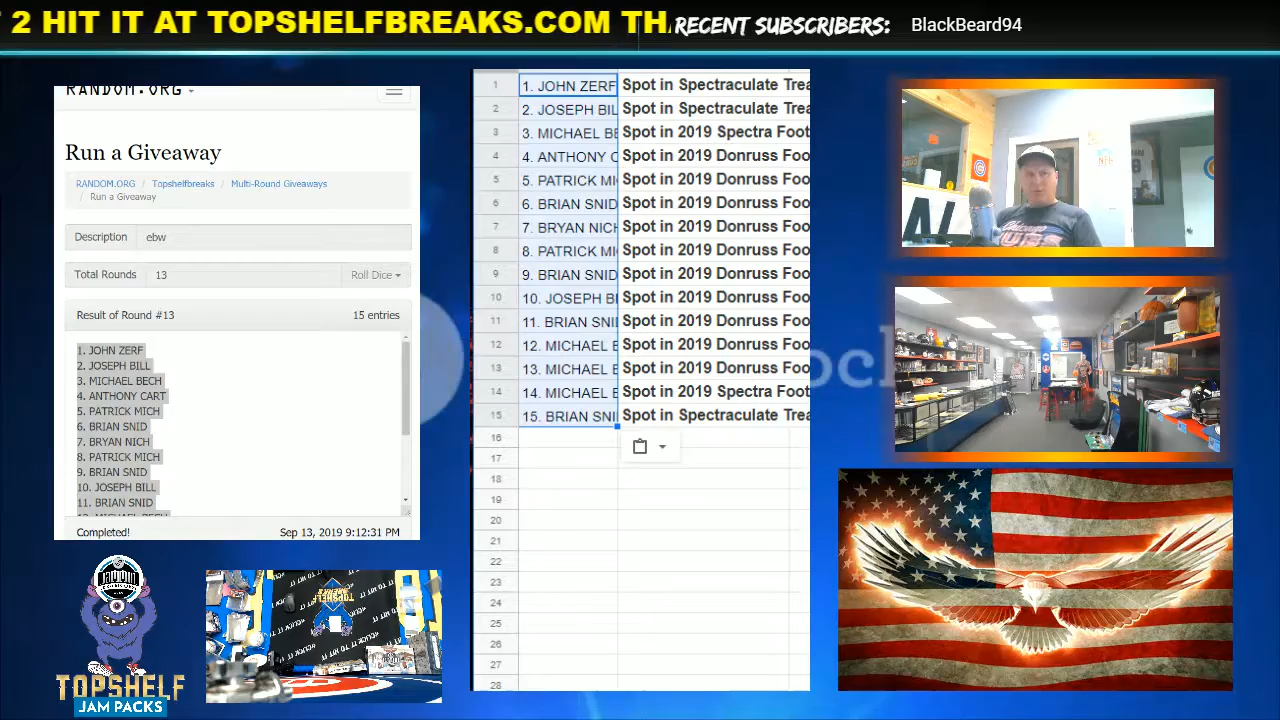 2 HIT IT AT TOPSHELFBREAKS.COM
RECENT SUBSCRIBERS: BlackBeard94
RANDOM.ORG
Run a Giveaway
RANDOM.ORG Topshelfbreaks Multi-Round Giveaways
Run a Giveaway
Description ebw
Total Rounds 13 Roll Dice
Result of Round #13 15 entries
1. JOHN ZERF
2. JOSEPH BILL
3. MICHAEL BECH
4. ANTHONY CART
5. PATRICK MICH
6. BRIAN SNID
7. BRYAN NICH
8. PATRICK MICH
9. BRIAN SNID
10. JOSEPH BILL
11. BRIAN SNID
Completed! Sep 13, 2019 9:12:31 PM
1 1. JOHN ZERF Spot in Spectraculate Trea
2 2. JOSEPH BIL Spot in Spectraculate Trea
3 3. MICHAEL BE Spot in 2019 Spectra Foot
4 4. ANTHONY C Spot in 2019 Donruss Foo
5 5. PATRICK MI Spot in 2019 Donruss Foo
6 6. BRIAN SNID Spot in 2019 Donruss Foo
7 7. BRYAN NICH Spot in 2019 Donruss Foo
8 8. PATRICK MI Spot in 2019 Donruss Foo
9 9. BRIAN SNID Spot in 2019 Donruss Foo
10 10. JOSEPH BI Spot in 2019 Donruss Foo
11 11. BRIAN SNI Spot in 2019 Donruss Foo
12 12. MICHAEL B Spot in 2019 Donruss Foo
13 13. MICHAEL B Spot in 2019 Donruss Foo
14 14. MICHAEL B Spot in 2019 Spectra Foot
15 15. BRIAN SNI Spot in Spectraculate Trea
16
17
18
19
20
21
22
23
24
25
26
27
28
TOPSHELF
JAM PACKS